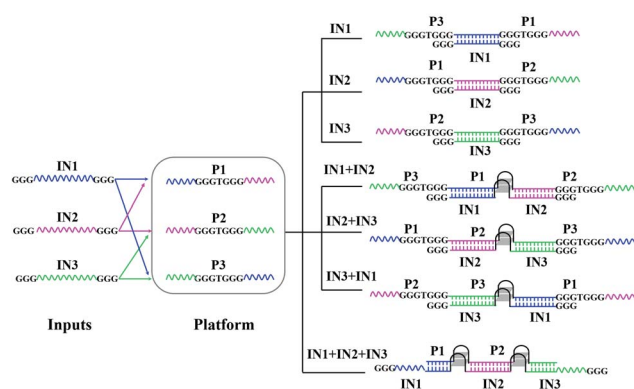 IN1 P3 P1
GGGTGGG GGGTGGG
GGG GGG
IN1
IN2 P1 P2
GGGTGGG GGGTGGG
GGG GGG
IN2
IN3 P2 P3
GGGTGGG GGGTGGG
GGG GGG
IN3
IN1+IN2 P3 P1 P2
GGGTGGG GGGTGGG
GGG GGG
IN1 IN2
IN2+IN3 P1 P2 P3
GGGTGGG GGGTGGG
GGG GGG
IN2 IN3
IN3+IN1 P2 P3 P1
GGGTGGG GGGTGGG
GGG GGG
IN3 IN1
IN1+IN2+IN3 P1 P2
GGG GGG
IN1 IN2 IN3
IN1
GGG GGG
IN2
GGG GGG
IN3
GGG GGG
Inputs
P1
GGGTGGG
P2
GGGTGGG
P3
GGGTGGG
Platform